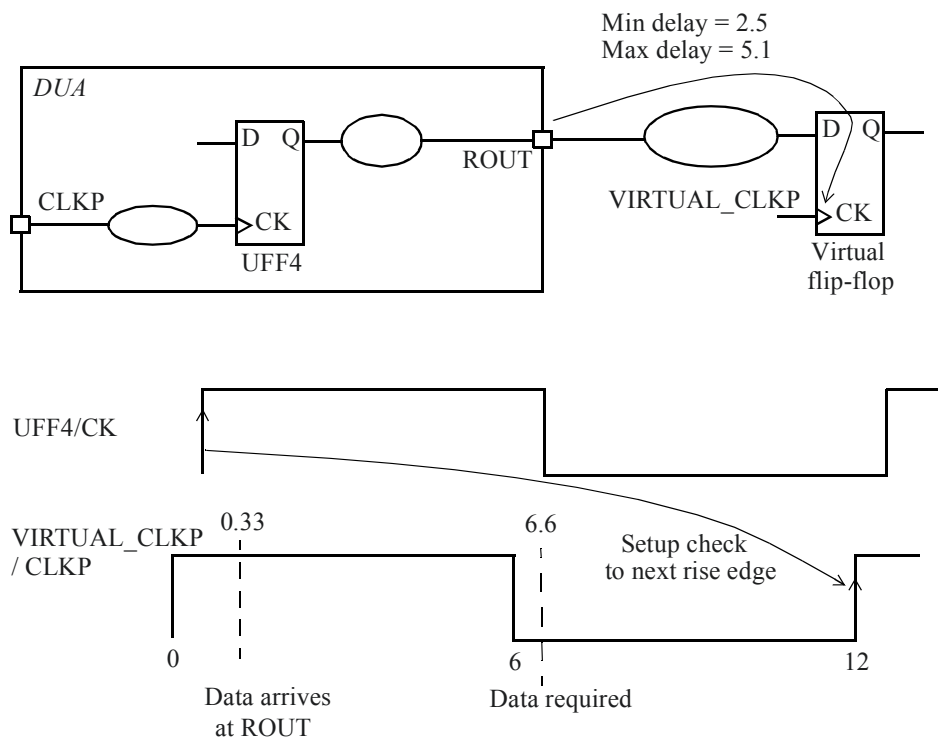 Min delay = 2.5
Max delay = 5.1
DUA
D Q
ROUT
D Q
CLKP
VIRTUAL_CLKP
CK
CK
UFF4
Virtual
flip-flop
UFF4/CK
0.33
6.6
VIRTUAL_CLKP
/ CLKP
Setup check
to next rise edge
0
6
12
Data arrives
at ROUT
Data required